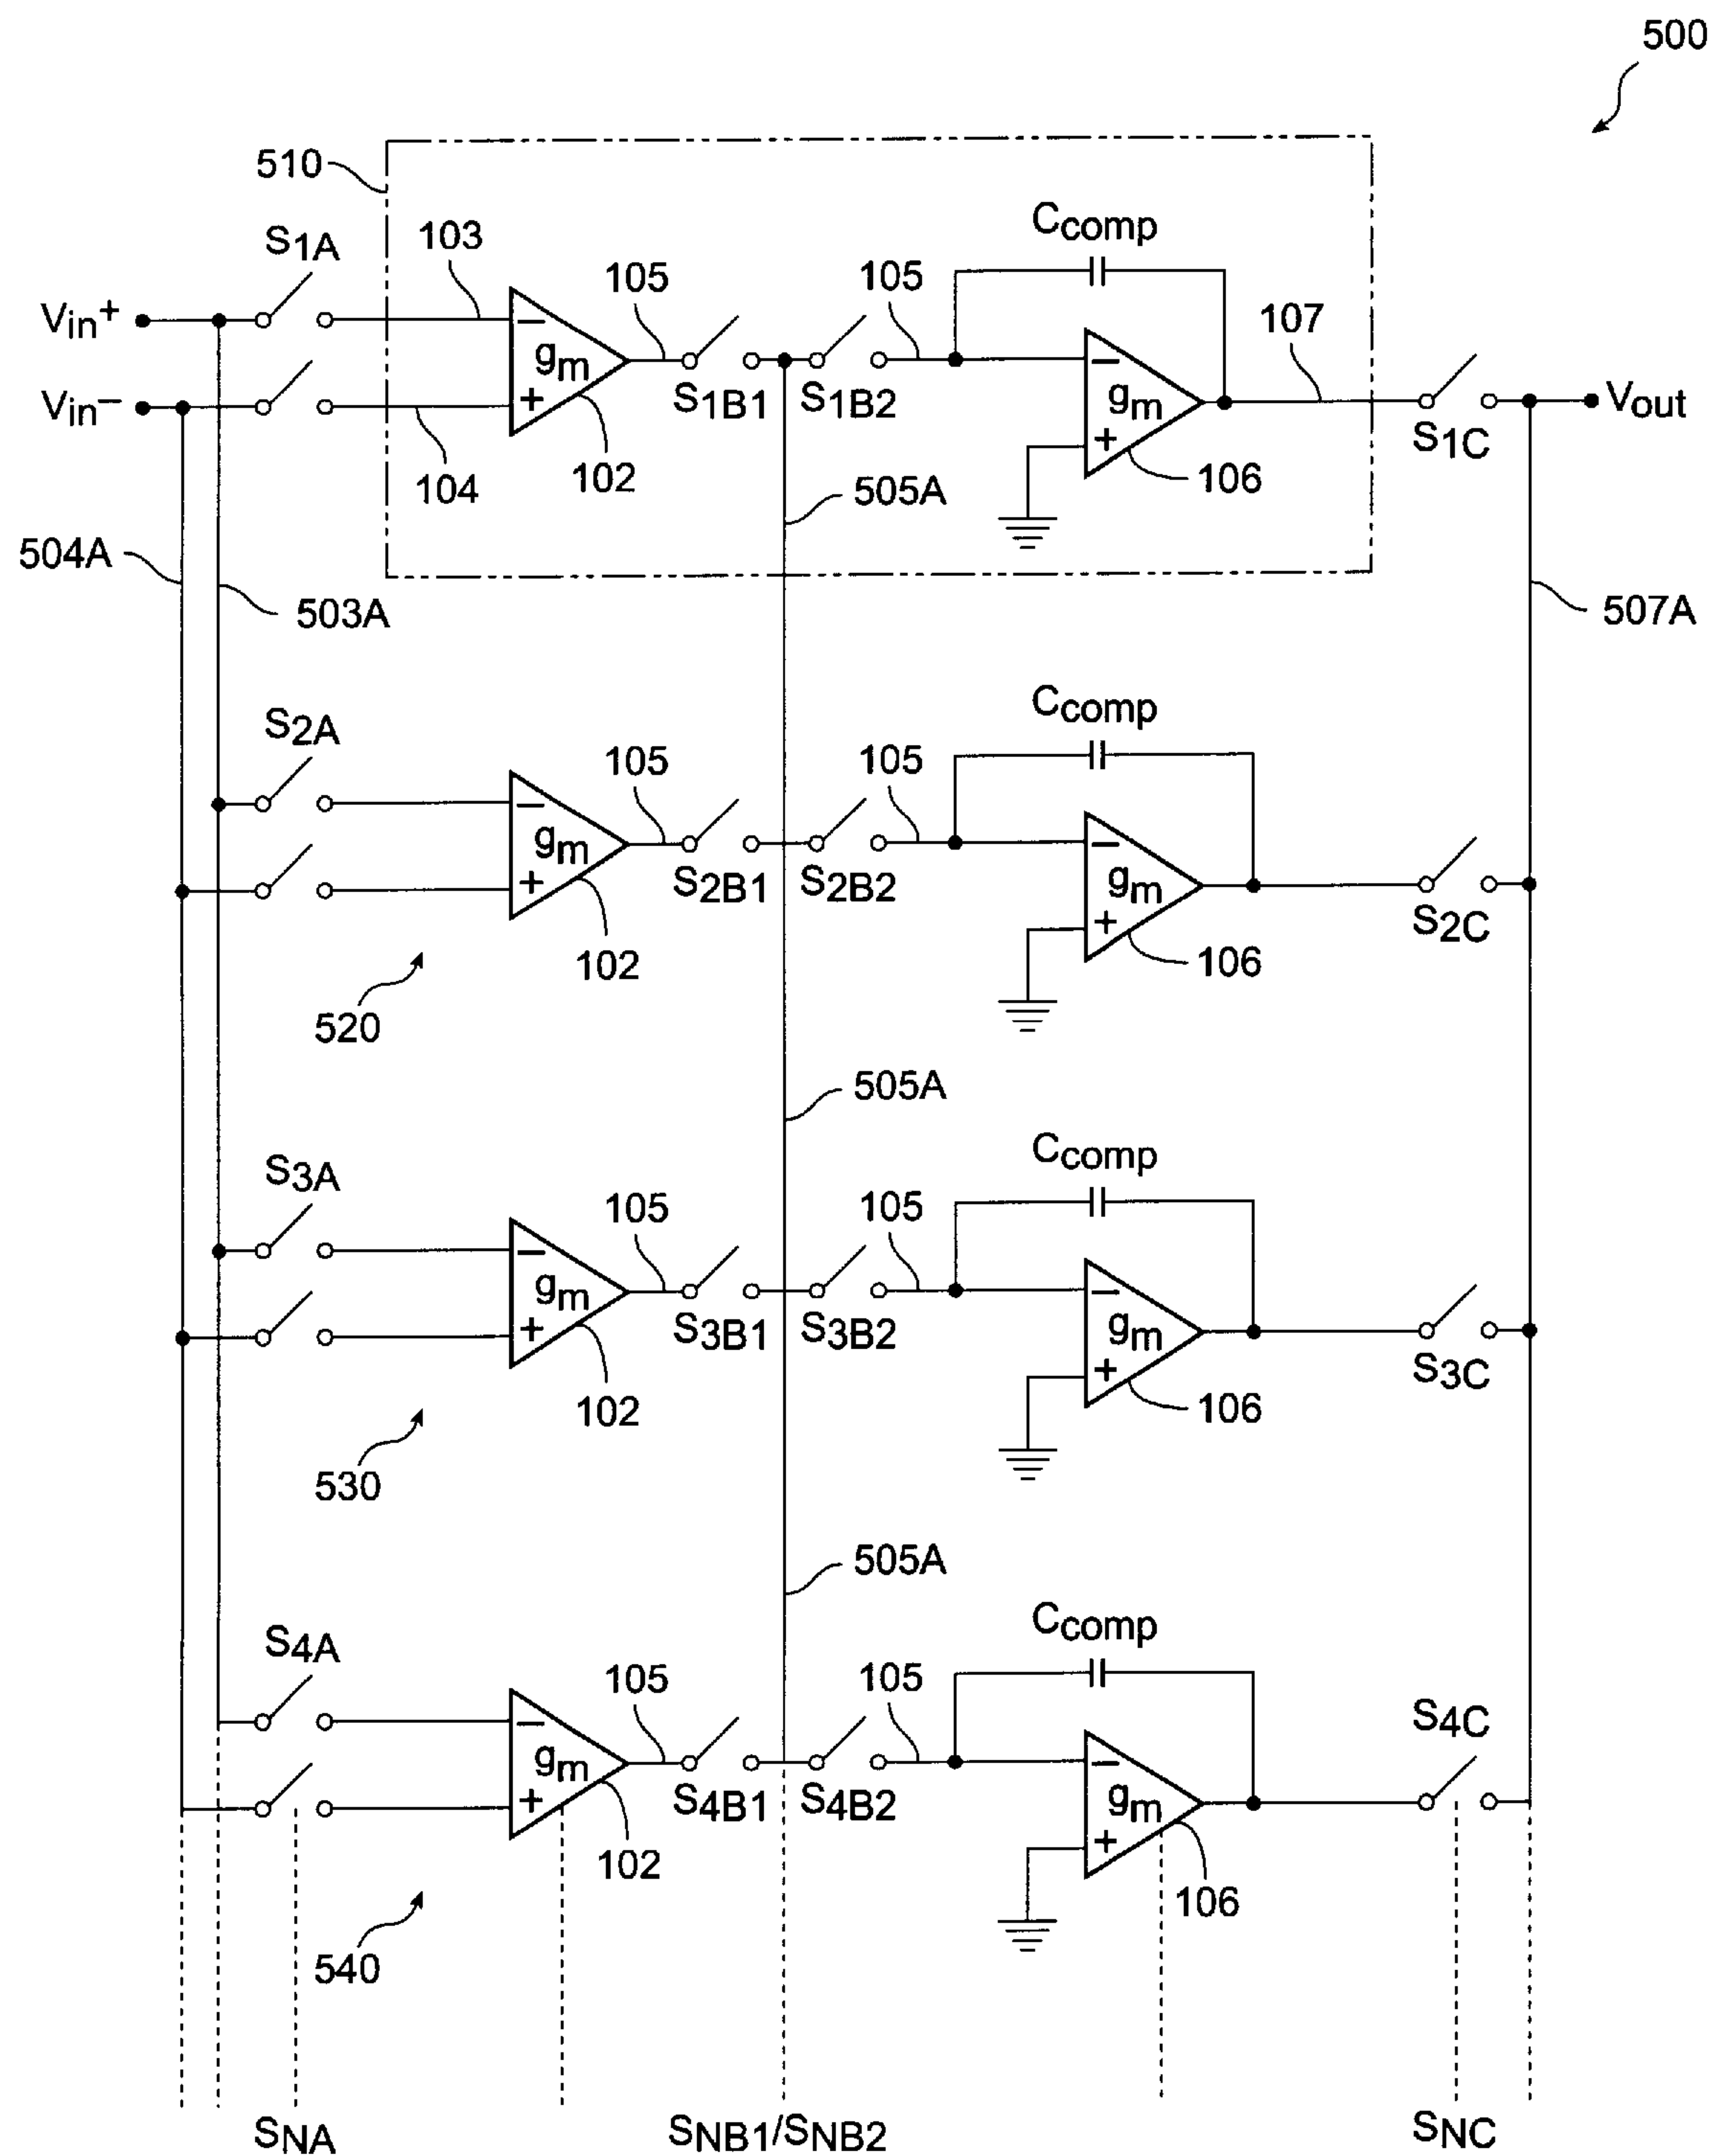 500
510
S1A
103
105
105
Ccomp
107
Vin+
Vin−
−
gm
+
S1B1
S1B2
−
gm
+
S1C
Vout
104
102
505A
106
504A
503A
507A
S2A
105
105
Ccomp
−
gm
+
S2B1
S2B2
−
gm
+
S2C
520
102
106
505A
S3A
105
105
Ccomp
−
gm
+
S3B1
S3B2
−
gm
+
S3C
530
102
106
505A
S4A
105
105
Ccomp
S4C
−
gm
+
S4B1
S4B2
−
gm
+
540
102
106
SNA
SNB1/SNB2
SNC